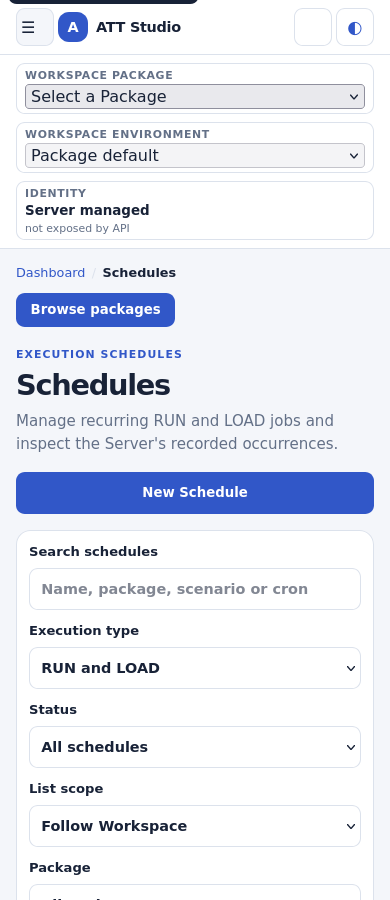 ☰ A ATT Studio ◐
WORKSPACE PACKAGE
Select a Package
WORKSPACE ENVIRONMENT
Package default
IDENTITY
Server managed
not exposed by API
Dashboard / Schedules
Browse packages
EXECUTION SCHEDULES
Schedules
Manage recurring RUN and LOAD jobs and
inspect the Server's recorded occurrences.
New Schedule
Search schedules
Name, package, scenario or cron
Execution type
RUN and LOAD
Status
All schedules
List scope
Follow Workspace
Package